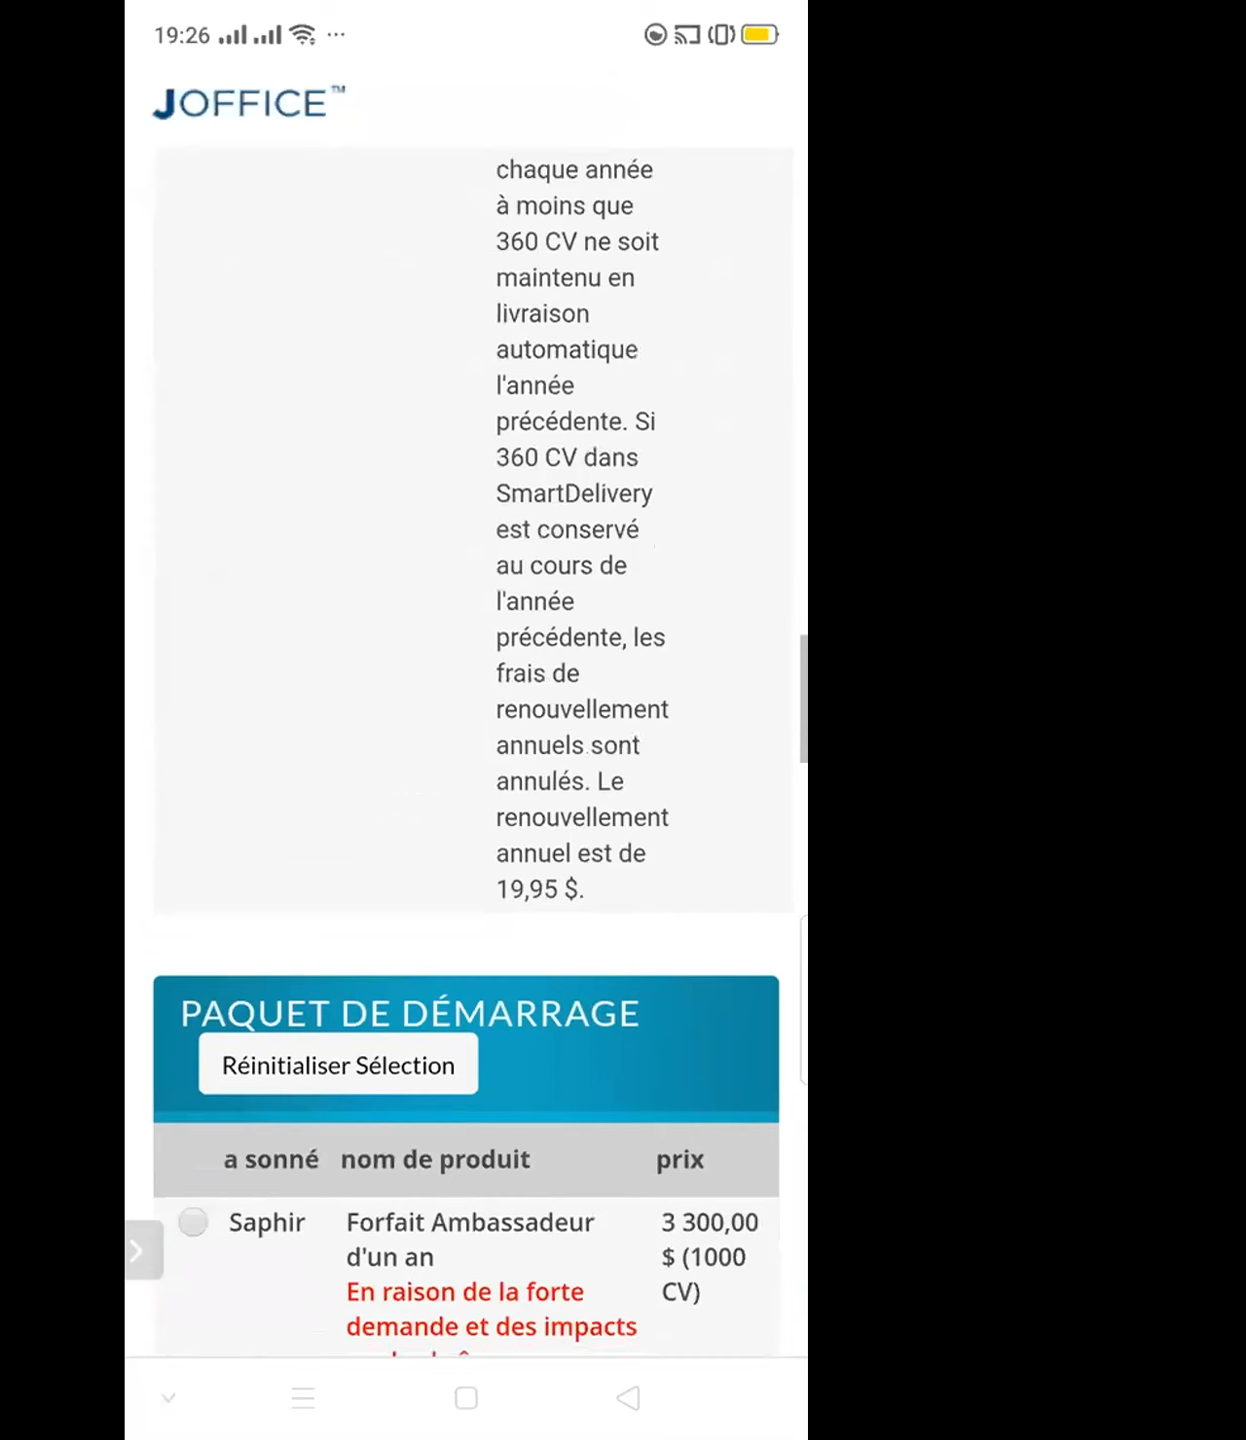 19:26
JOFFICE™
chaque année
à moins que
360 CV ne soit
maintenu en
livraison
automatique
l'année
précédente. Si
360 CV dans
SmartDelivery
est conservé
au cours de
l'année
précédente, les
frais de
renouvellement
annuels sont
annulés. Le
renouvellement
annuel est de
19,95 $.
PAQUET DE DÉMARRAGE
Réinitialiser Sélection
a sonné nom de produit prix
Saphir Forfait Ambassadeur 3 300,00
d'un an $ (1000
En raison de la forte CV)
demande et des impacts